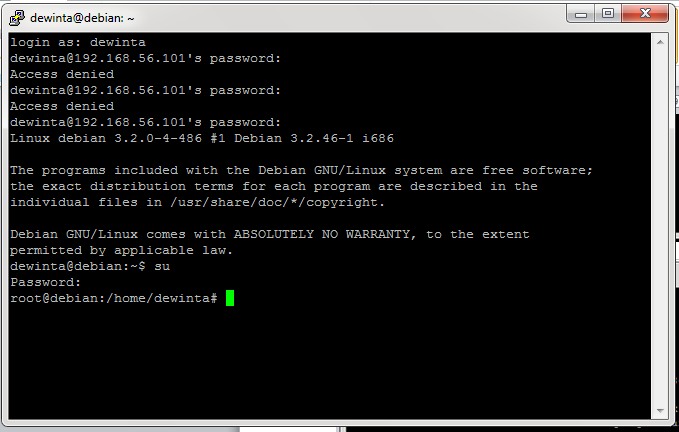 dewinta@debian: ~
login as: dewinta
dewinta@192.168.56.101's password:
Access denied
dewinta@192.168.56.101's password:
Access denied
dewinta@192.168.56.101's password:
Linux debian 3.2.0-4-486 #1 Debian 3.2.46-1 i686
The programs included with the Debian GNU/Linux system are free software;
the exact distribution terms for each program are described in the
individual files in /usr/share/doc/*/copyright.
Debian GNU/Linux comes with ABSOLUTELY NO WARRANTY, to the extent
permitted by applicable law.
dewinta@debian:~$ su
Password:
root@debian:/home/dewinta#